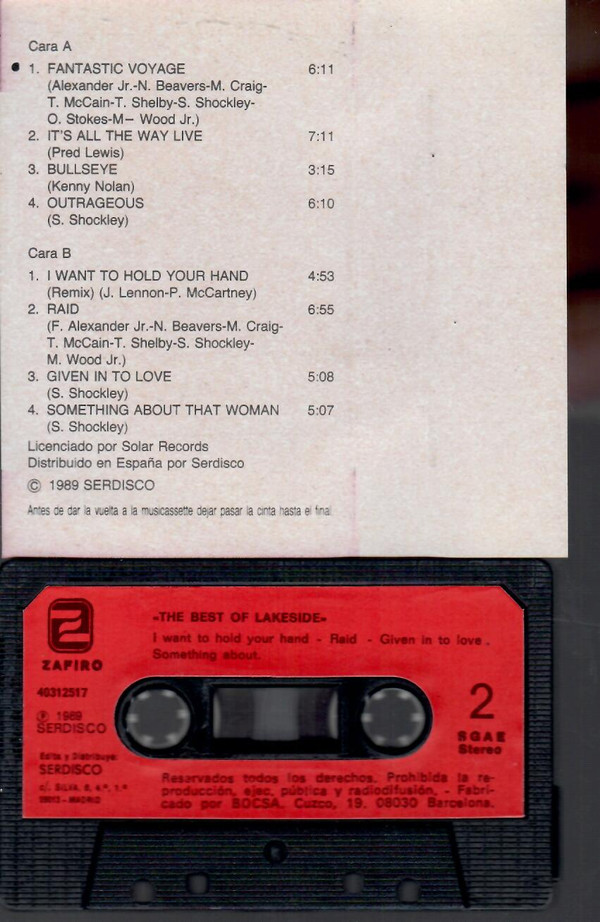 Cara A
1. FANTASTIC VOYAGE 6:11
(Alexander Jr.-N. Beavers-M. Craig-
T. McCain-T. Shelby-S. Shockley-
O. Stokes-M– Wood Jr.)
2. IT'S ALL THE WAY LIVE 7:11
(Pred Lewis)
3. BULLSEYE 3:15
(Kenny Nolan)
4. OUTRAGEOUS 6:10
(S. Shockley)
Cara B
1. I WANT TO HOLD YOUR HAND 4:53
(Remix) (J. Lennon-P. McCartney)
2. RAID 6:55
(F. Alexander Jr.-N. Beavers-M. Craig-
T. McCain-T. Shelby-S. Shockley-
M. Wood Jr.)
3. GIVEN IN TO LOVE 5:08
(S. Shockley)
4. SOMETHING ABOUT THAT WOMAN 5:07
(S. Shockley)
Licenciado por Solar Records
Distribuido en España por Serdisco
© 1989 SERDISCO
Antes de dar la vuelta a la musicassette dejar pasar la cinta hasta el final
«THE BEST OF LAKESIDE»
I want to hold your hand - Raid - Given in to love.
Something about.
ZAFIRO
40312517
℗ 1989
SERDISCO
2
SGAE
Stereo
Edita y Distribuye:
SERDISCO
c/. SILVA, 6, 4.º, 1.ª
28013 - MADRID
Reservados todos los derechos. Prohibida la re-
producción, ejec. pública y radiodifusión. - Fabri-
cado por BOCSA. Cuzco, 19. 08030 Barcelona.